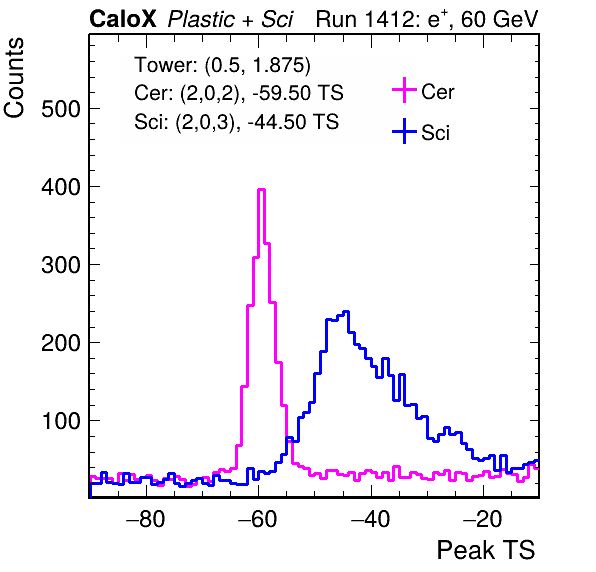 CaloX Plastic + Sci Run 1412: e⁺, 60 GeV
Tower: (0.5, 1.875)
Cer: (2,0,2), -59.50 TS
Sci: (2,0,3), -44.50 TS
Cer
Sci
Counts
500
400
300
200
100
−80 −60 −40 −20
Peak TS